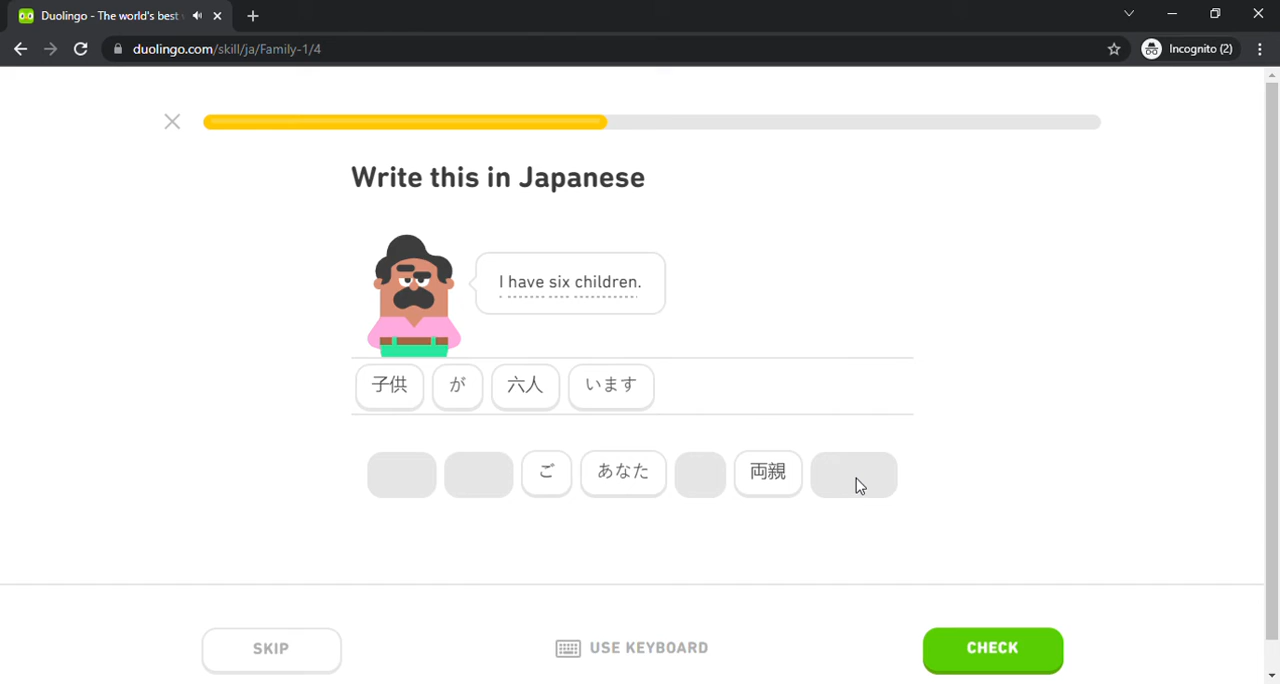 Duolingo - The world's best
duolingo.com/skill/ja/Family-1/4
Incognito (2)
Write this in Japanese
I have six children.
子供 が 六人 います
ご あなた 両親
SKIP
USE KEYBOARD
CHECK